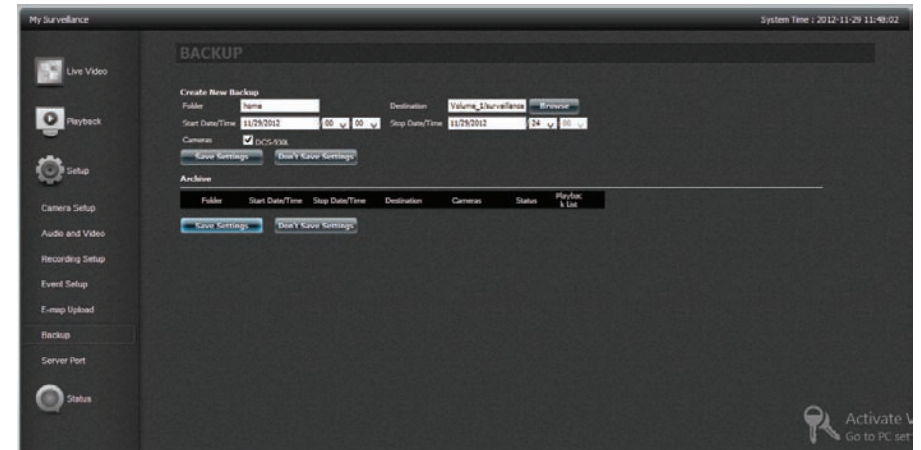 My Surveillance
System Time : 2012-11-29 11:48:02
BACKUP
Live Video
Playback
Setup
Camera Setup
Audio and Video
Recording Setup
Event Setup
E-map Upload
Backup
Server Port
Status
Create New Backup
Folder home Destination Volume_1/surveillance Browse
Start Date/Time 11/29/2012 / 00 00 Stop Date/Time 11/29/2012 / 24 00
Cameras DCS-930L
Save Settings Don't Save Settings
Archive
Folder Start Date/Time Stop Date/Time Destination Cameras Status Playbac
k List
Save Settings Don't Save Settings
Activate
Go to PC set